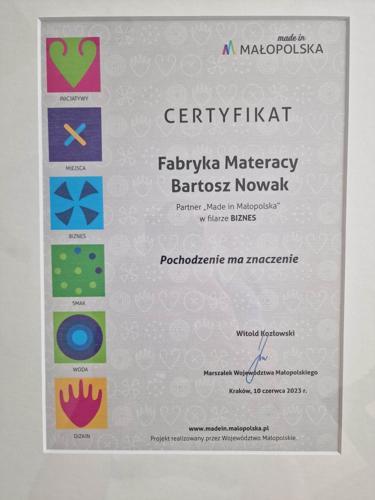 made in
MAŁOPOLSKA
INICJATYWY
MIEJSCA
BIZNES
SMAK
WODA
DIZAIN
CERTYFIKAT
Fabryka Materacy
Bartosz Nowak
Partner „Made in Małopolska”
w filarze BIZNES
Pochodzenie ma znaczenie
Witold Kozłowski
Marszałek Województwa Małopolskiego
Kraków, 10 czerwca 2023 r.
www.madein.malopolska.pl
Projekt realizowany przez Województwo Małopolskie.